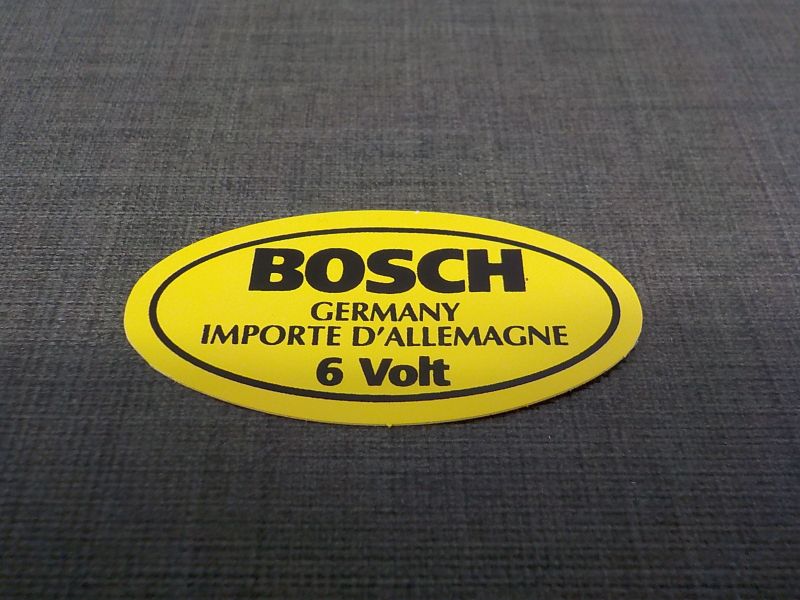 BOSCH
GERMANY
IMPORTE D'ALLEMAGNE
6 Volt